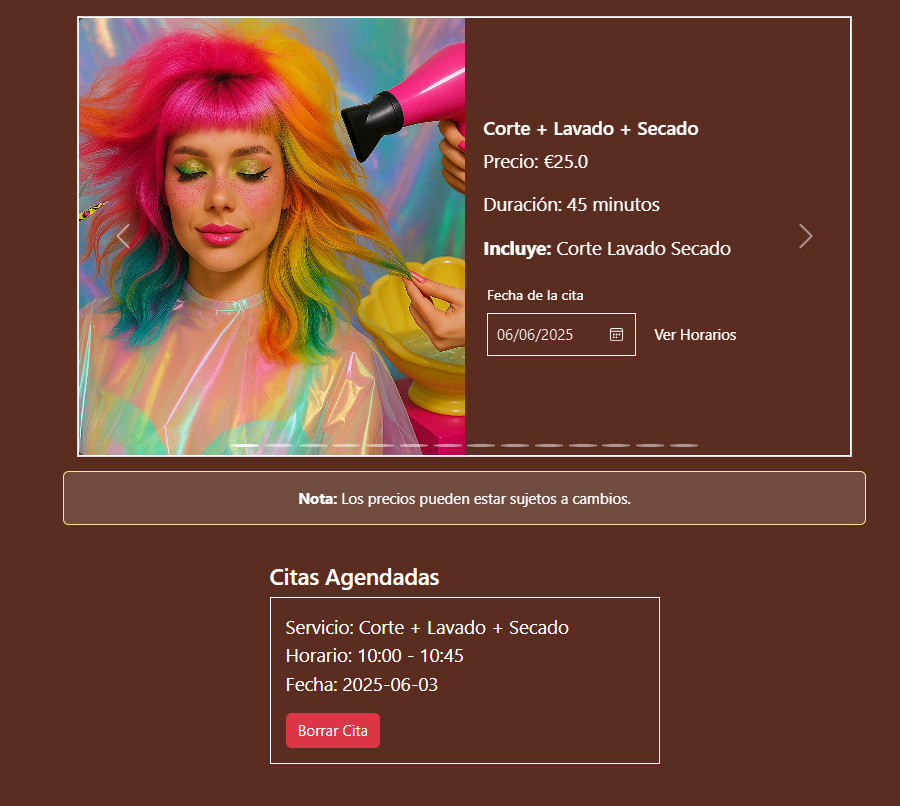 Corte + Lavado + Secado
Precio: €25.0
Duración: 45 minutos
Incluye: Corte Lavado Secado
Fecha de la cita
06/06/2025
Ver Horarios
Nota: Los precios pueden estar sujetos a cambios.
Citas Agendadas
Servicio: Corte + Lavado + Secado
Horario: 10:00 - 10:45
Fecha: 2025-06-03
Borrar Cita